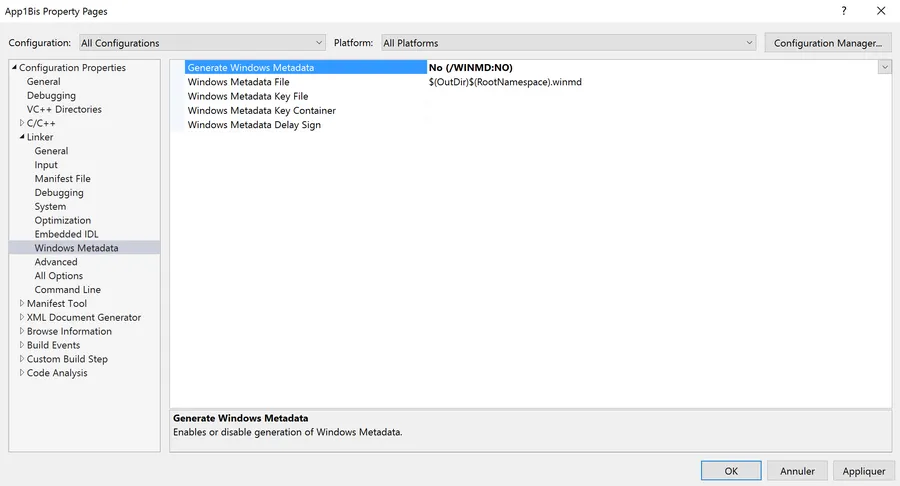 App1Bis Property Pages
?
Configuration: All Configurations Platform: All Platforms Configuration Manager...
Configuration Properties
General
Debugging
VC++ Directories
C/C++
Linker
General
Input
Manifest File
Debugging
System
Optimization
Embedded IDL
Windows Metadata
Advanced
All Options
Command Line
Manifest Tool
XML Document Generator
Browse Information
Build Events
Custom Build Step
Code Analysis
Generate Windows Metadata No (/WINMD:NO)
Windows Metadata File $(OutDir)$(RootNamespace).winmd
Windows Metadata Key File
Windows Metadata Key Container
Windows Metadata Delay Sign
Generate Windows Metadata
Enables or disable generation of Windows Metadata.
OK Annuler Appliquer